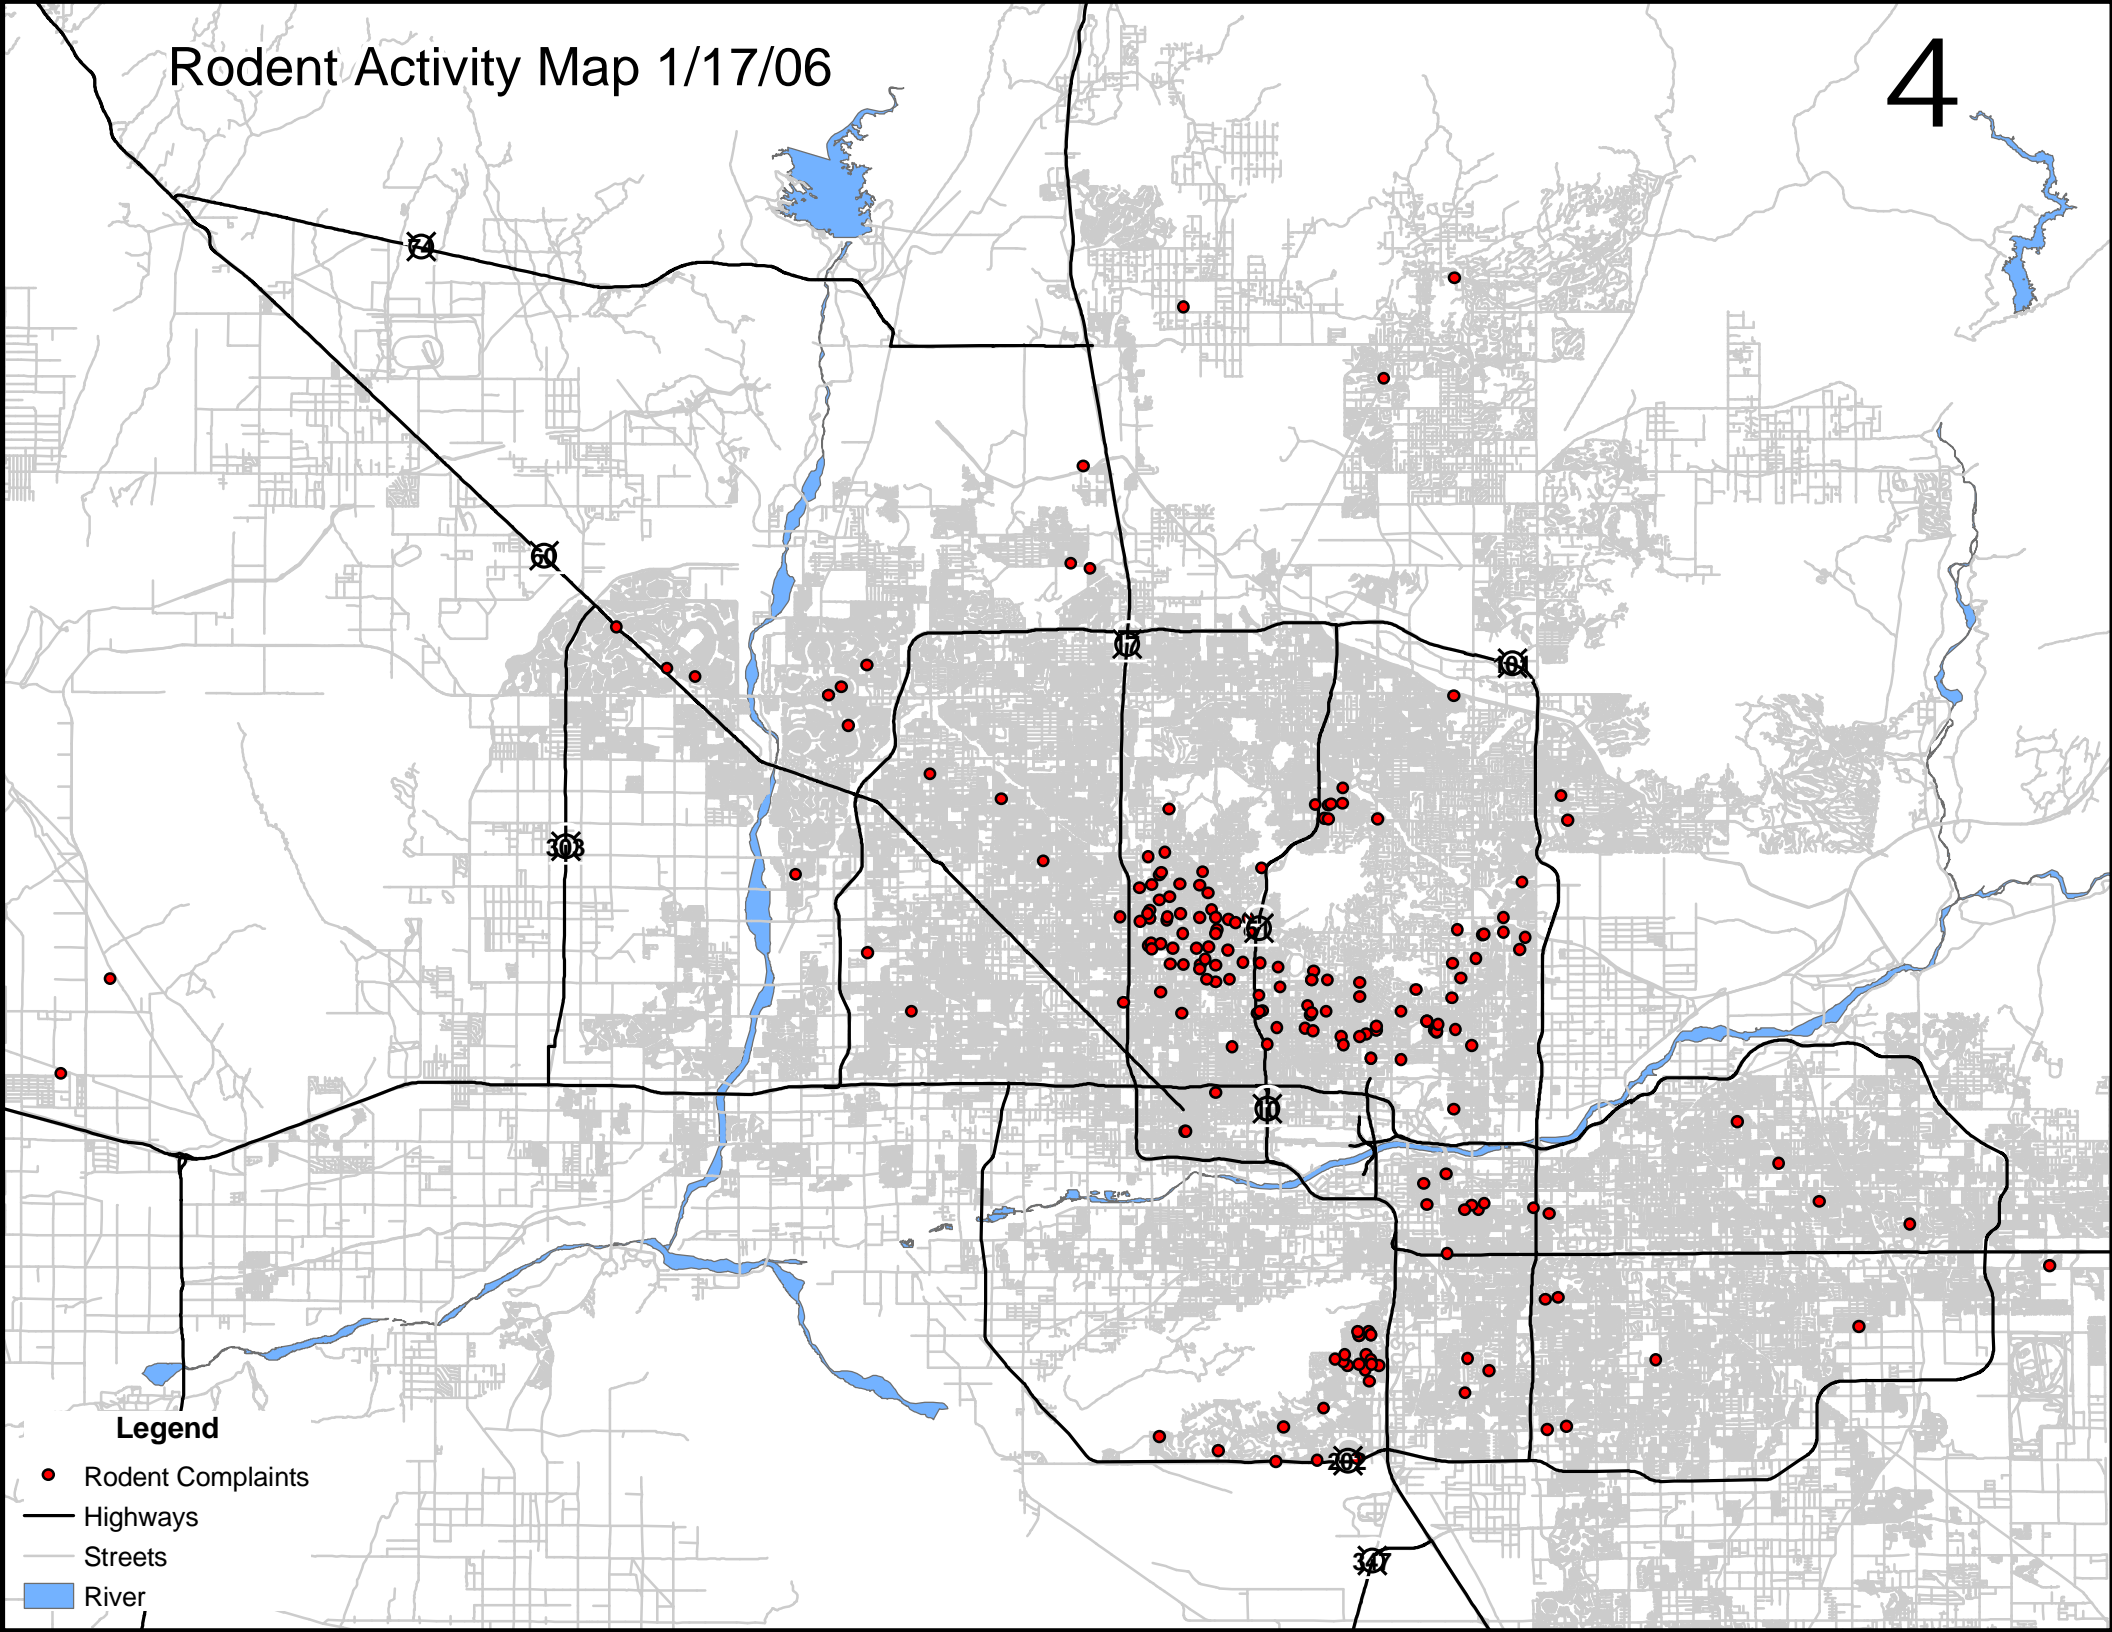 Rodent Activity Map 1/17/06
4
74
60
17
101
303
51
10
202
347
Legend
Rodent Complaints
Highways
Streets
River